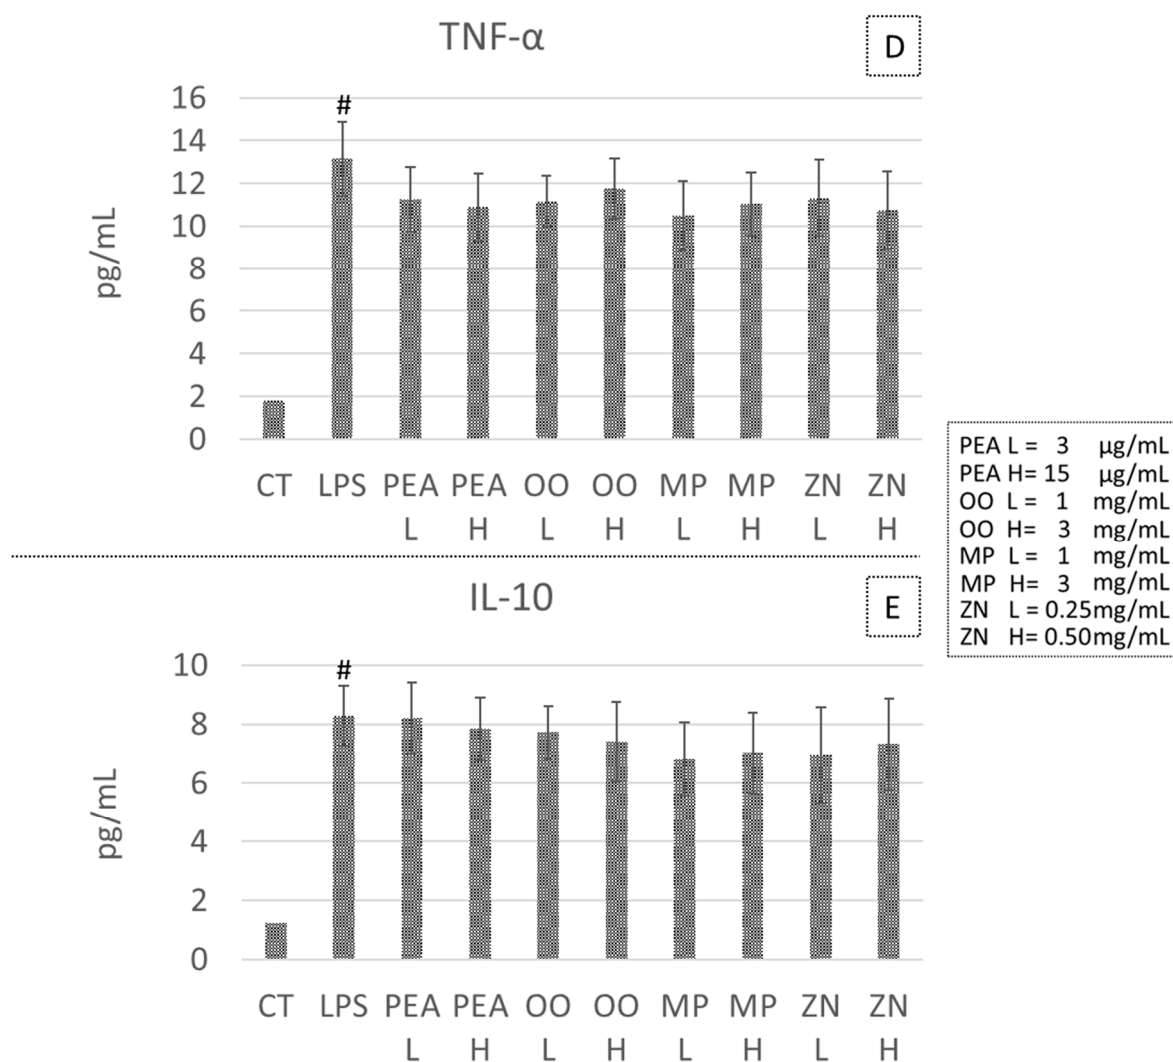 TNF-α
D
#
16
14
12
10
8
6
4
2
0
pg/mL
CT LPS PEA PEA OO OO MP MP ZN ZN
L H L H L H L H
PEA L = 3 µg/mL
PEA H= 15 µg/mL
OO L = 1 mg/mL
OO H= 3 mg/mL
MP L = 1 mg/mL
MP H= 3 mg/mL
ZN L = 0.25mg/mL
ZN H= 0.50mg/mL
IL-10
E
#
10
8
6
4
2
0
pg/mL
CT LPS PEA PEA OO OO MP MP ZN ZN
L H L H L H L H